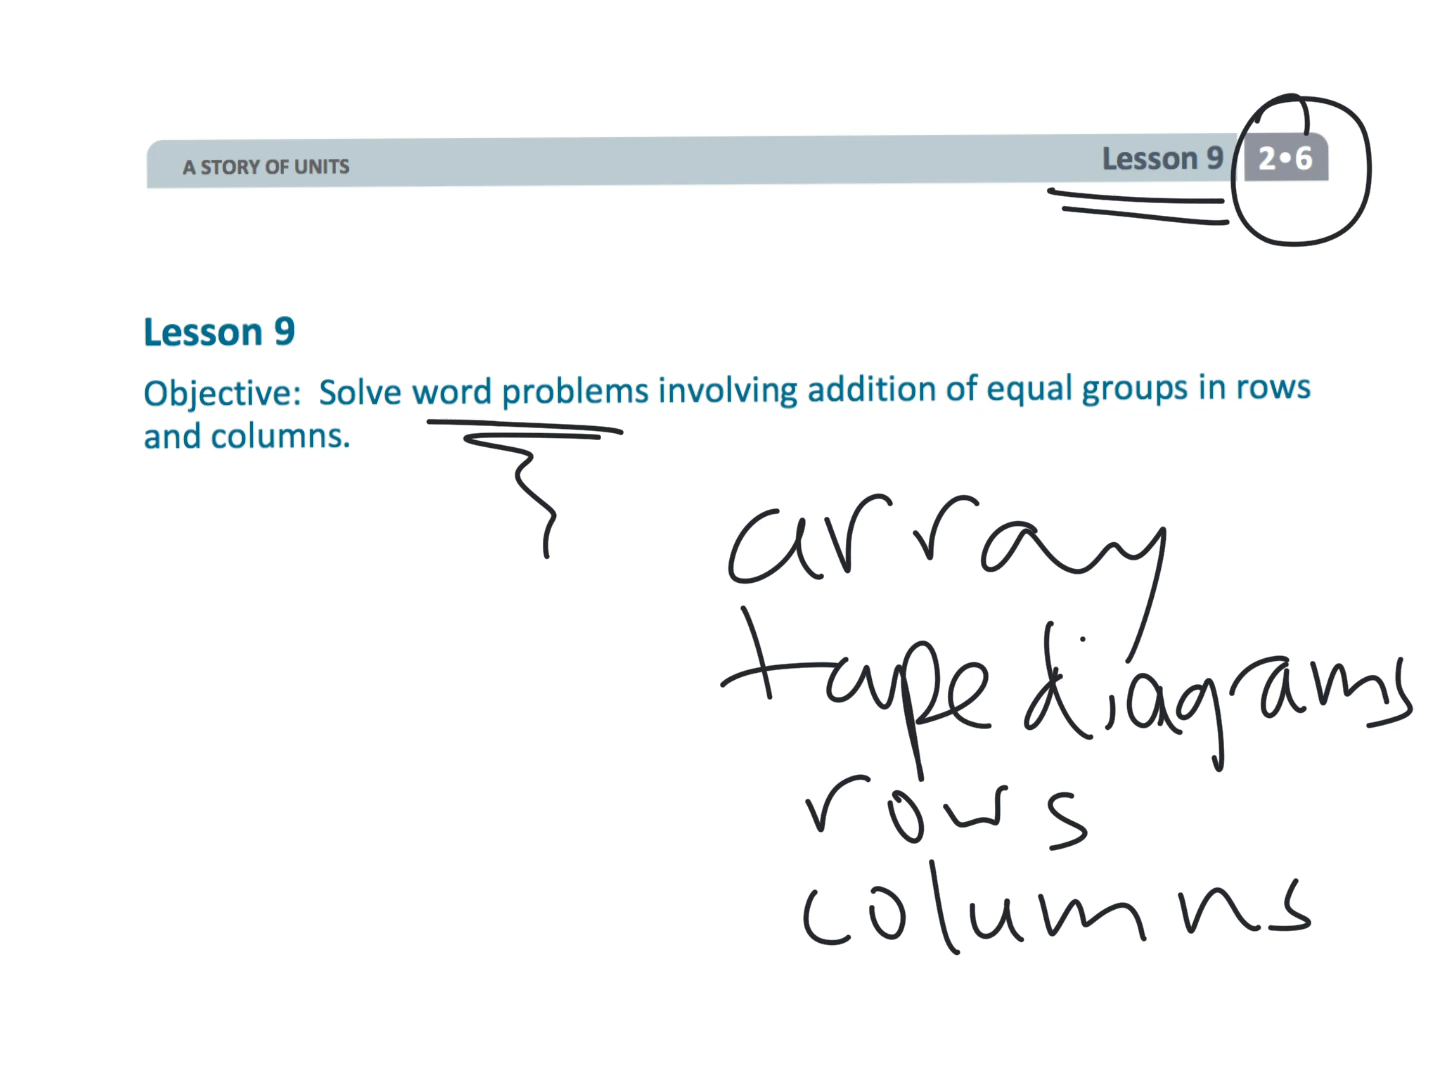 A STORY OF UNITS
Lesson 9
2•6
Lesson 9
Objective: Solve word problems involving addition of equal groups in rows
and columns.
array
tape diagrams
rows
columns